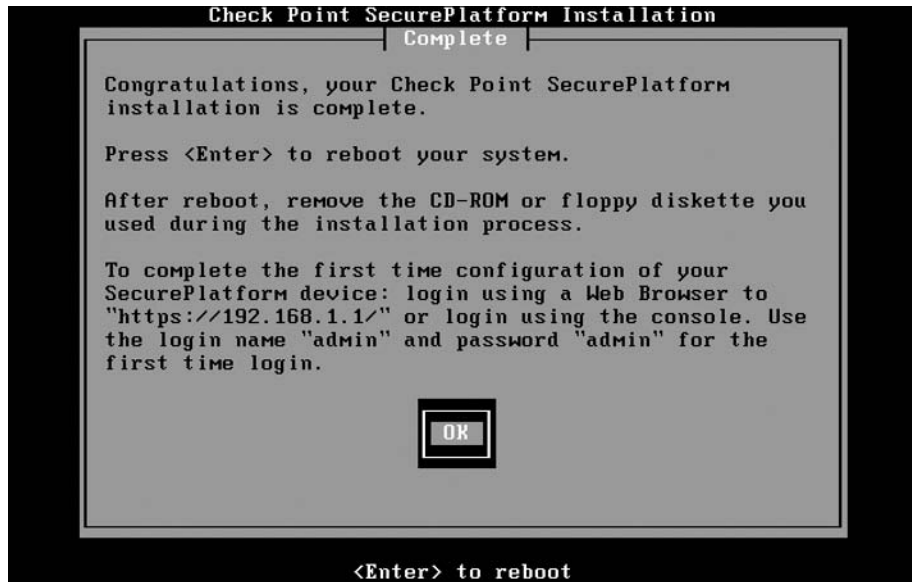 Check Point SecurePlatform Installation
Complete
Congratulations, your Check Point SecurePlatform
installation is complete.
Press <Enter> to reboot your system.
After reboot, remove the CD-ROM or floppy diskette you
used during the installation process.
To complete the first time configuration of your
SecurePlatform device: login using a Web Browser to
"https://192.168.1.1/" or login using the console. Use
the login name "admin" and password "admin" for the
first time login.
OK
<Enter> to reboot